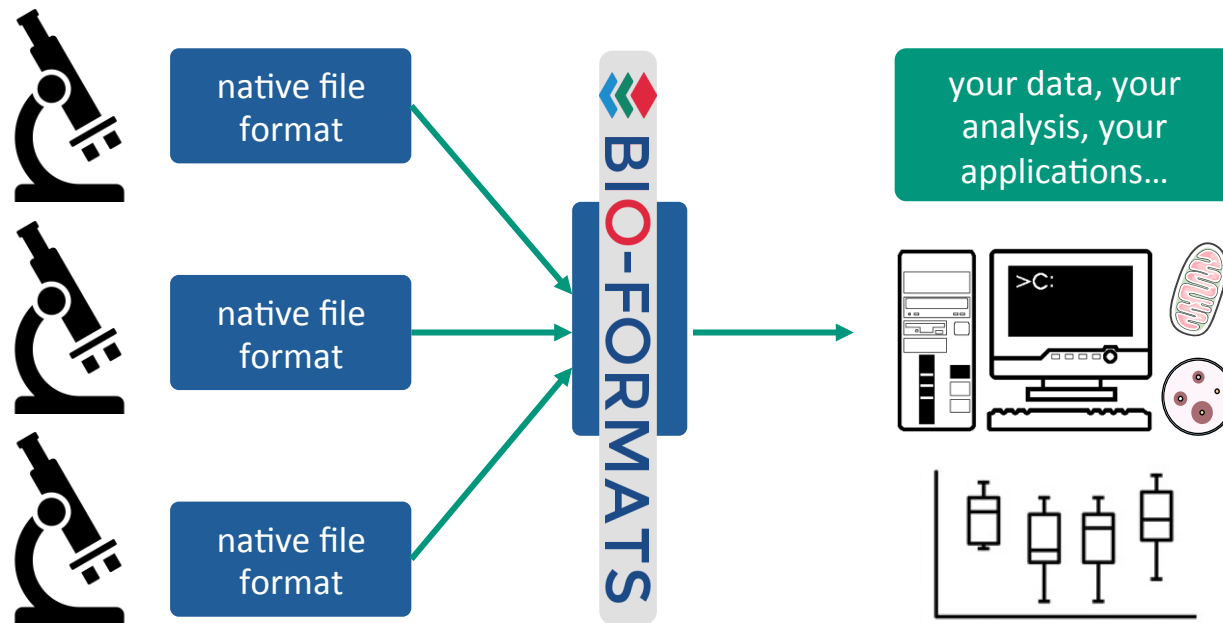 native file
format
native file
format
native file
format
BIO-FORMATS
your data, your
analysis, your
applications…
>C: